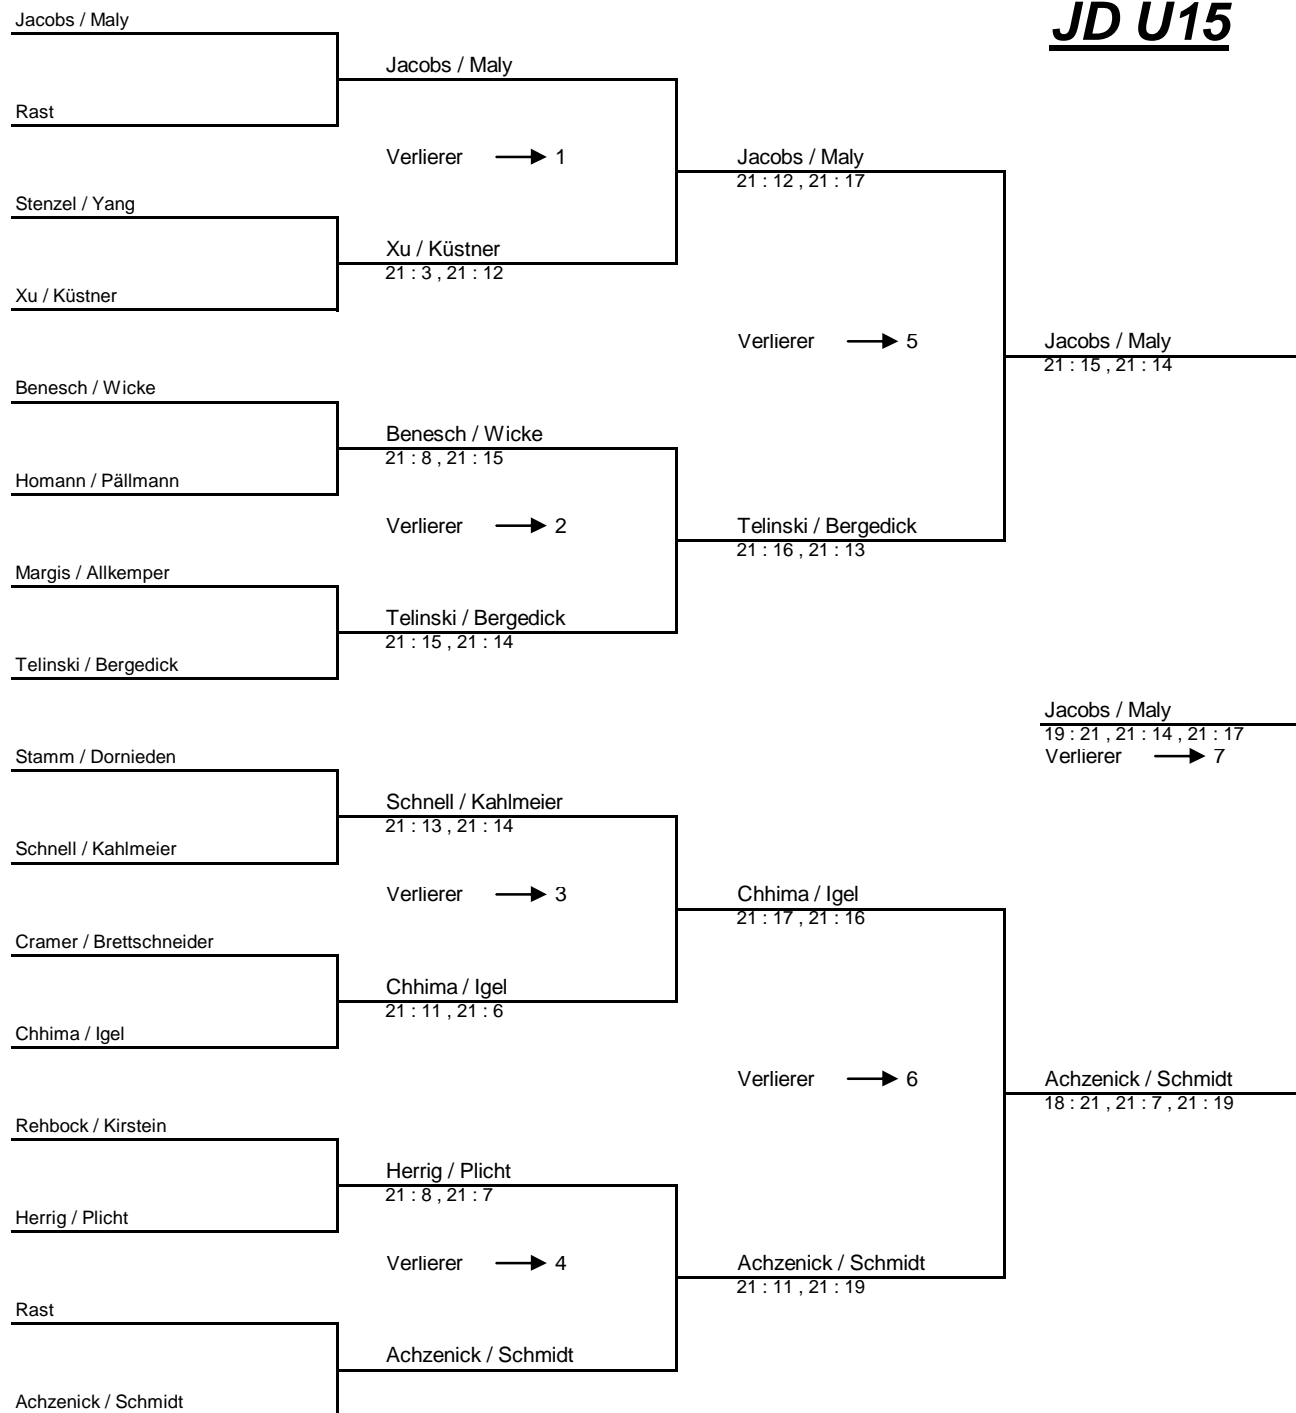 JD U15
Jacobs / Maly
Jacobs / Maly
Rast
Verlierer 1
Jacobs / Maly
21 : 12 , 21 : 17
Stenzel / Yang
Xu / Küstner
21 : 3 , 21 : 12
Xu / Küstner
Verlierer 5
Jacobs / Maly
21 : 15 , 21 : 14
Benesch / Wicke
Benesch / Wicke
21 : 8 , 21 : 15
Homann / Pällmann
Verlierer 2
Telinski / Bergedick
21 : 16 , 21 : 13
Margis / Allkemper
Telinski / Bergedick
21 : 15 , 21 : 14
Telinski / Bergedick
Jacobs / Maly
19 : 21 , 21 : 14 , 21 : 17
Verlierer 7
Stamm / Dornieden
Schnell / Kahlmeier
21 : 13 , 21 : 14
Schnell / Kahlmeier
Verlierer 3
Chhima / Igel
21 : 17 , 21 : 16
Cramer / Brettschneider
Chhima / Igel
21 : 11 , 21 : 6
Chhima / Igel
Verlierer 6
Achzenick / Schmidt
18 : 21 , 21 : 7 , 21 : 19
Rehbock / Kirstein
Herrig / Plicht
21 : 8 , 21 : 7
Herrig / Plicht
Verlierer 4
Achzenick / Schmidt
21 : 11 , 21 : 19
Rast
Achzenick / Schmidt
Achzenick / Schmidt